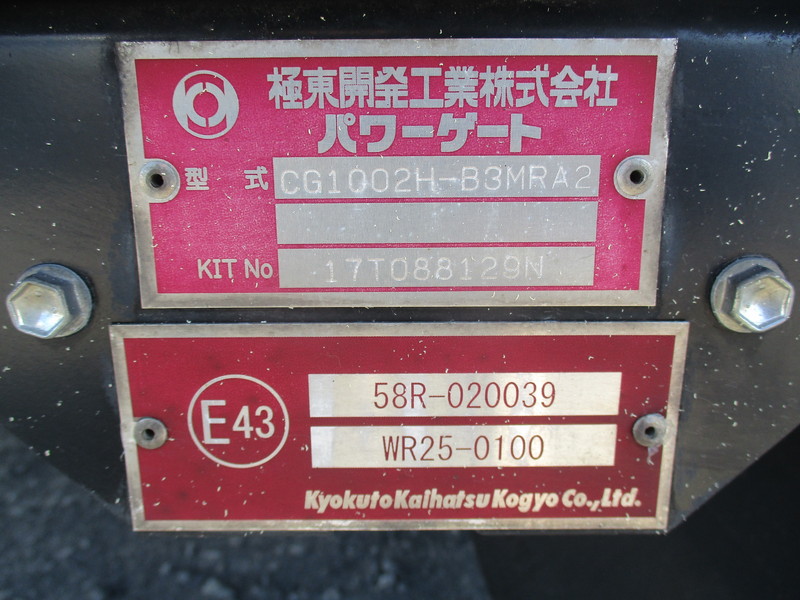 極東開発工業株式会社
パワーゲート
型式 CG1002H-B3MRA2
KIT No 17T088129N
E43 58R-020039
WR25-0100
Kyokuto Kaihatsu Kogyo Co.,Ltd.